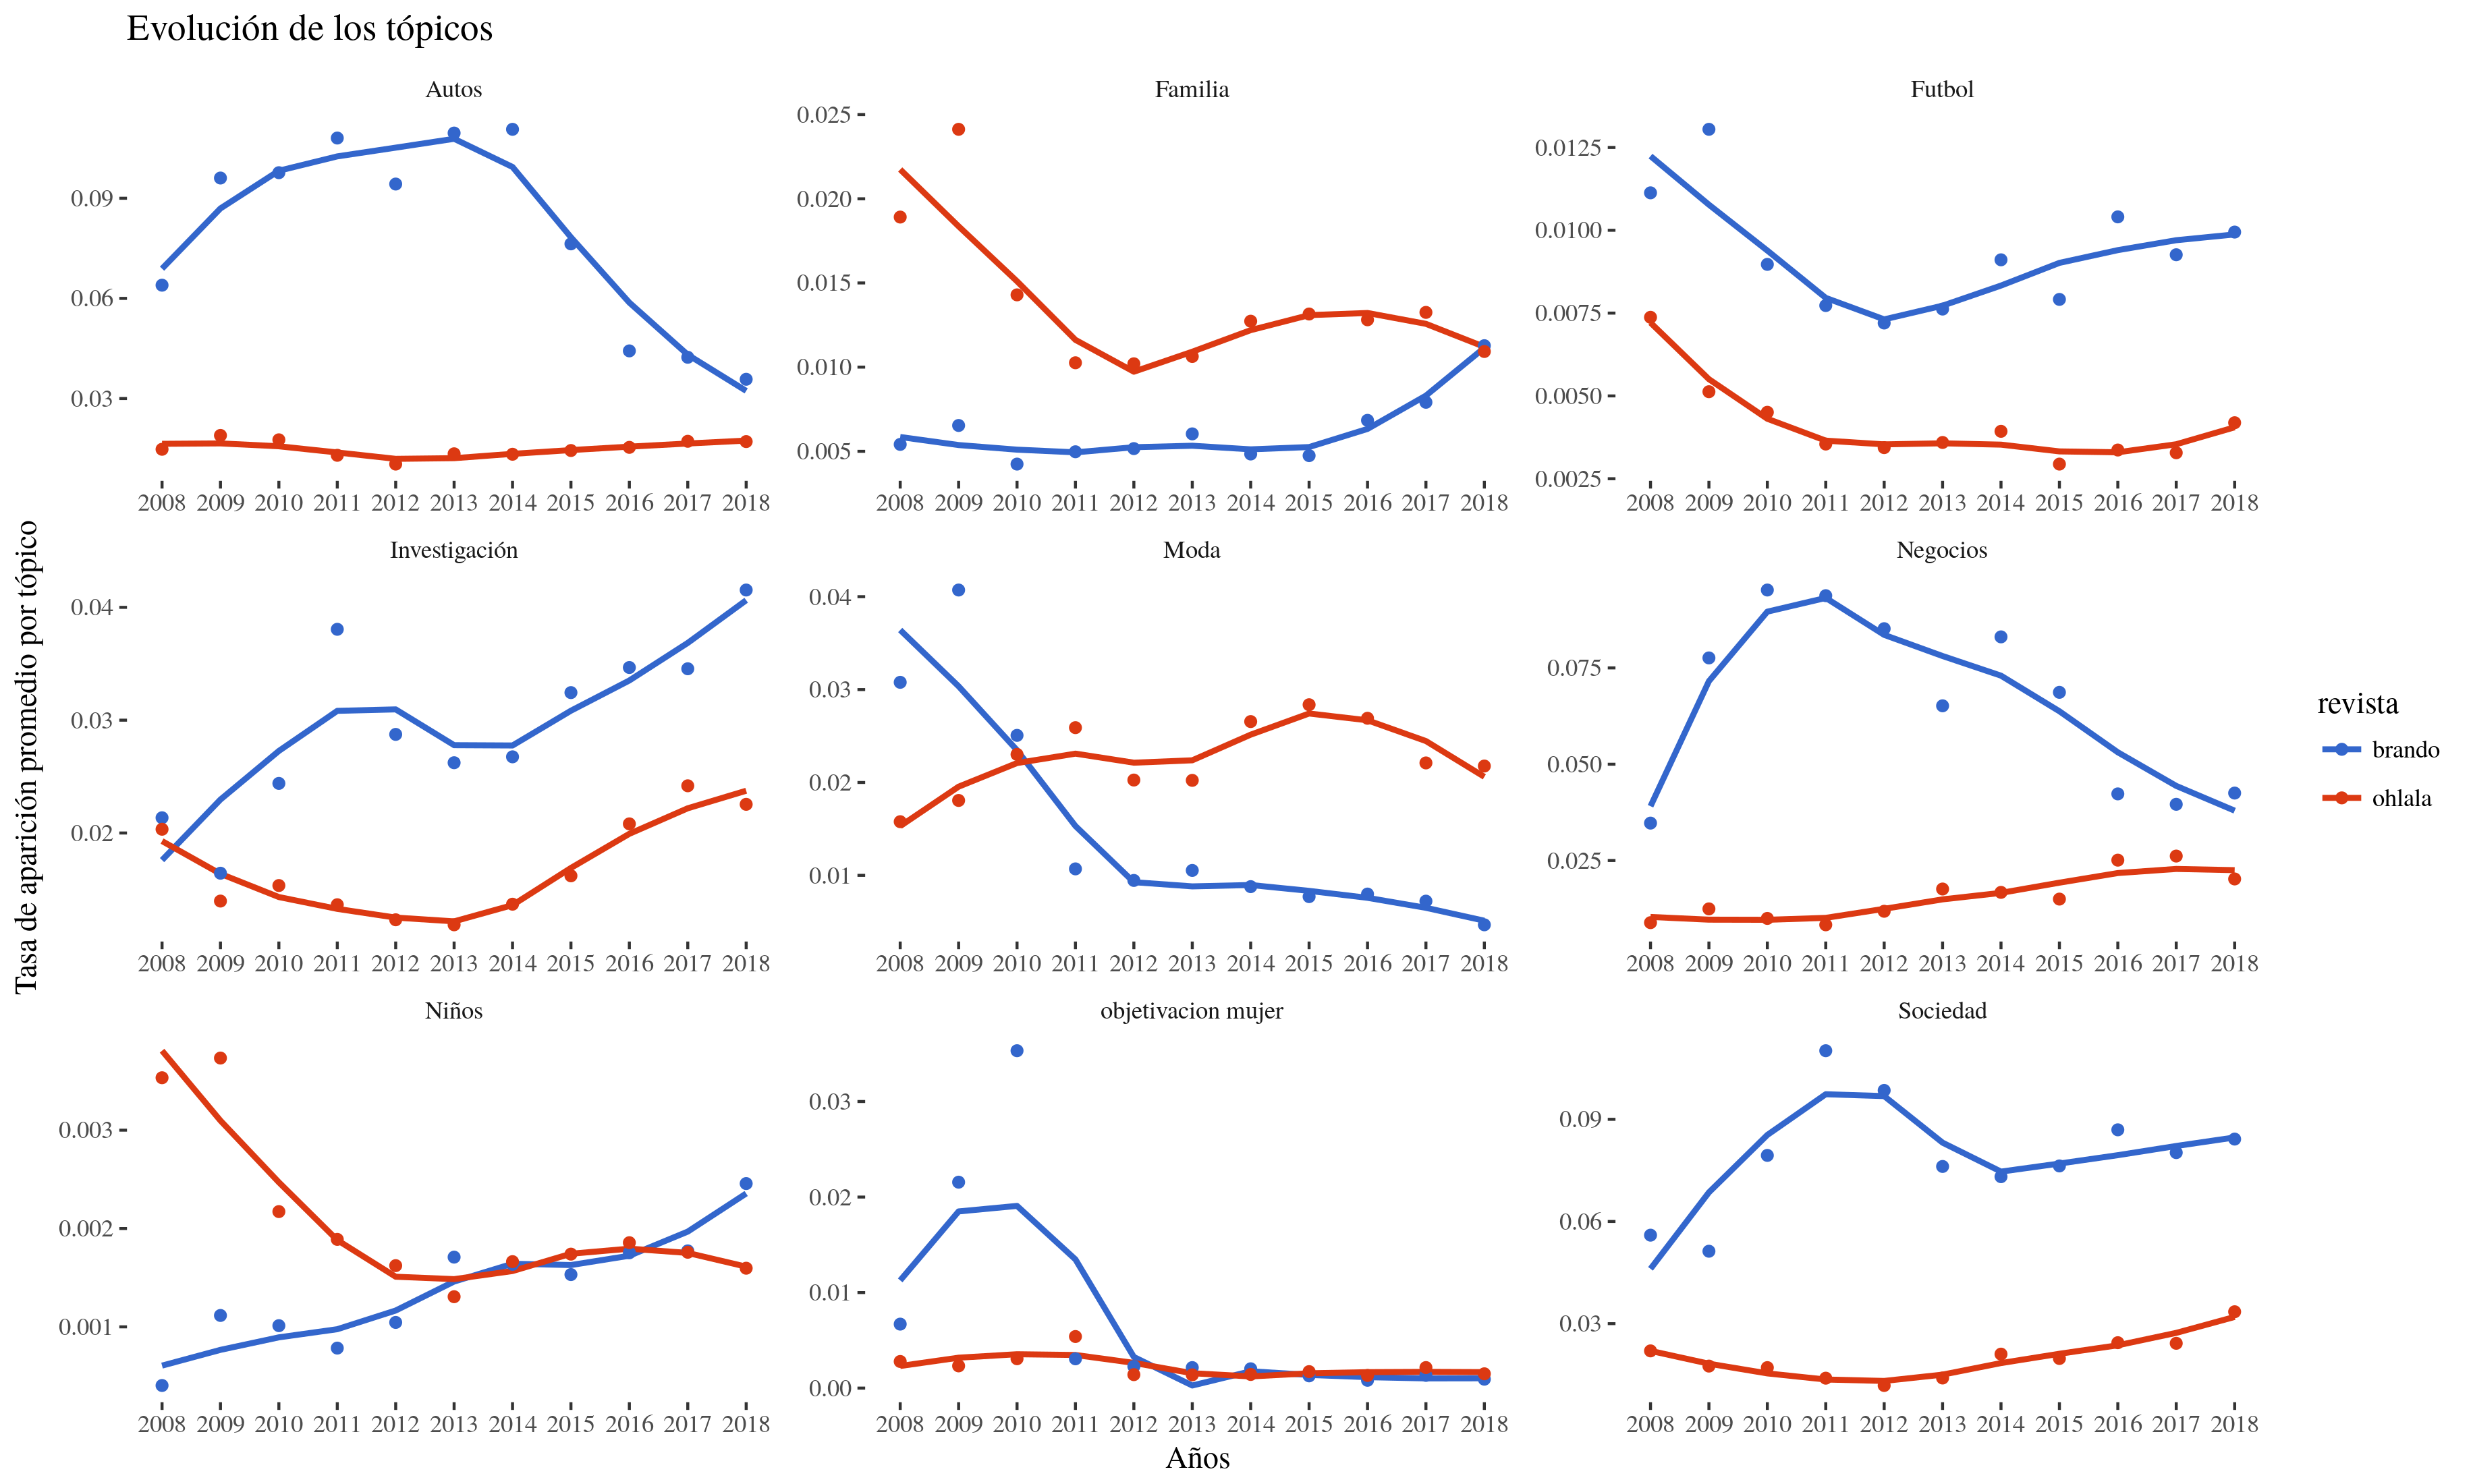 Evolución de los tópicos
Autos
Familia
Futbol
0.09
0.06
0.03
0.025
0.020
0.015
0.010
0.005
0.0125
0.0100
0.0075
0.0050
0.0025
2008 2009 2010 2011 2012 2013 2014 2015 2016 2017 2018
2008 2009 2010 2011 2012 2013 2014 2015 2016 2017 2018
2008 2009 2010 2011 2012 2013 2014 2015 2016 2017 2018
Tasa de aparición promedio por tópico
Investigación
Moda
Negocios
0.04
0.03
0.02
0.04
0.03
0.02
0.01
0.075
0.050
0.025
2008 2009 2010 2011 2012 2013 2014 2015 2016 2017 2018
2008 2009 2010 2011 2012 2013 2014 2015 2016 2017 2018
2008 2009 2010 2011 2012 2013 2014 2015 2016 2017 2018
revista
brando
ohlala
Niños
objetivacion mujer
Sociedad
0.003
0.002
0.001
0.03
0.02
0.01
0.00
0.09
0.06
0.03
2008 2009 2010 2011 2012 2013 2014 2015 2016 2017 2018
2008 2009 2010 2011 2012 2013 2014 2015 2016 2017 2018
2008 2009 2010 2011 2012 2013 2014 2015 2016 2017 2018
Años